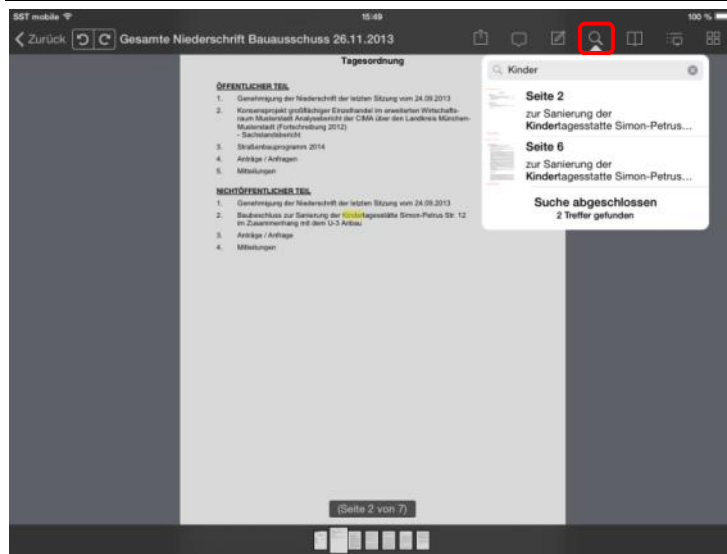 SST mobile 15:49 100 %
Zurück Gesamte Niederschrift Bauausschuss 26.11.2013
Tagesordnung
ÖFFENTLICHER TEIL
1. Genehmigung der Niederschrift der letzten Sitzung vom 24.09.2013
2. Konsensprojekt großflächiger Einzelhandel im erweiterten Wirtschafts-
raum Musterstadt Analysebericht der CIMA über den Landkreis München-
Musterstadt (Fortschreibung 2012)
- Sachstandsbericht
3. Straßenbauprogramm 2014
4. Anträge / Anfragen
5. Mitteilungen
NICHTÖFFENTLICHER TEIL
1. Genehmigung der Niederschrift der letzten Sitzung vom 24.09.2013
2. Baubeschluss zur Sanierung der Kindertagesstätte Simon-Petrus Str. 12
im Zusammenhang mit dem U-3 Anbau
3. Anträge / Anfrage
4. Mitteilungen
Kinder
Seite 2
zur Sanierung der
Kindertagesstatte Simon-Petrus...
Seite 6
zur Sanierung der
Kindertagesstatte Simon-Petrus...
Suche abgeschlossen
2 Treffer gefunden
(Seite 2 von 7)